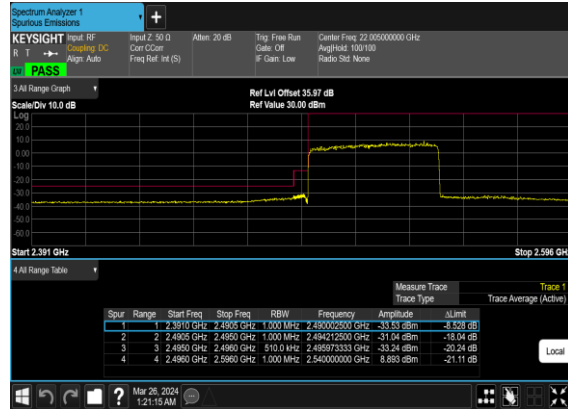 Spectrum Analyzer 1
Spurious Emissions
KEYSIGHT Input: RF Input Z: 50 Ω Atten: 20 dB Trig: Free Run Center Freq: 22.005000000 GHz
R T Coupling: DC Corr CCorr Gate: Off Avg|Hold: 100/100
Align: Auto Freq Ref: Int (S) IF Gain: Low Radio Std: None
PASS
3 All Range Graph
Ref Lvl Offset 35.97 dB
Scale/Div 10.0 dB Ref Value 30.00 dBm
Log
20.0
10.0
0.00
-10.0
-20.0
-30.0
-40.0
-50.0
-60.0
Start 2.391 GHz Stop 2.596 GH
4 All Range Table
Measure Trace Trace 1
Trace Type Trace Average (Active)
Spur Range Start Freq Stop Freq RBW Frequency Amplitude ΔLimit
1 1 2.3910 GHz 2.4905 GHz 1.000 MHz 2.490002500 GHz -33.53 dBm -8.528 dB
2 2 2.4905 GHz 2.4950 GHz 1.000 MHz 2.494212500 GHz -31.04 dBm -18.04 dB
3 3 2.4950 GHz 2.4960 GHz 510.0 kHz 2.495973333 GHz -33.24 dBm -20.24 dB
4 4 2.4960 GHz 2.5960 GHz 1.000 MHz 2.540000000 GHz 8.893 dBm -21.11 dB
Local
? Mar 26, 2024
1:21:15 AM